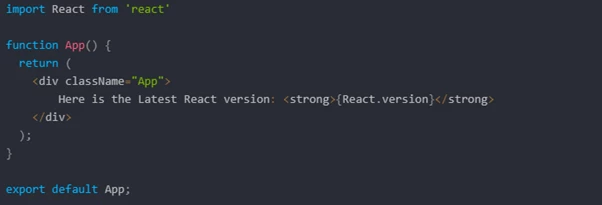 import React from 'react'
function App() {
return (
<div className="App">
Here is the Latest React version: <strong>{React.version}</strong>
</div>
);
}
export default App;